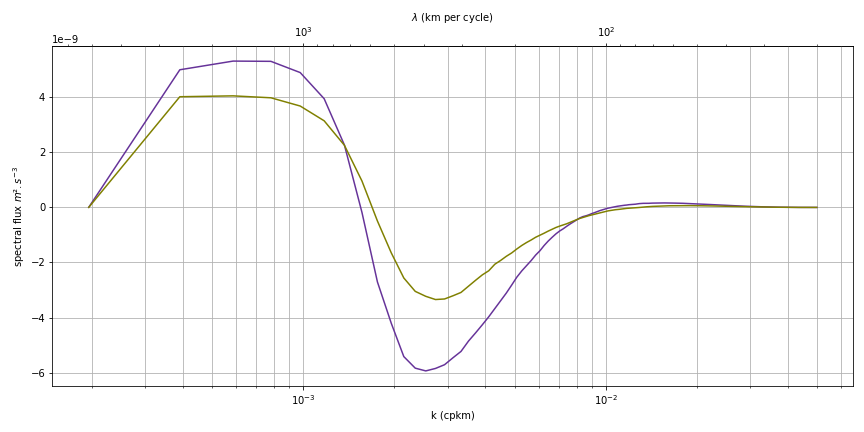 λ (km per cycle)
10³ 10²
1e−9
4
2
0
−2
−4
−6
spectral flux m².s⁻³
10⁻³ 10⁻²
k (cpkm)